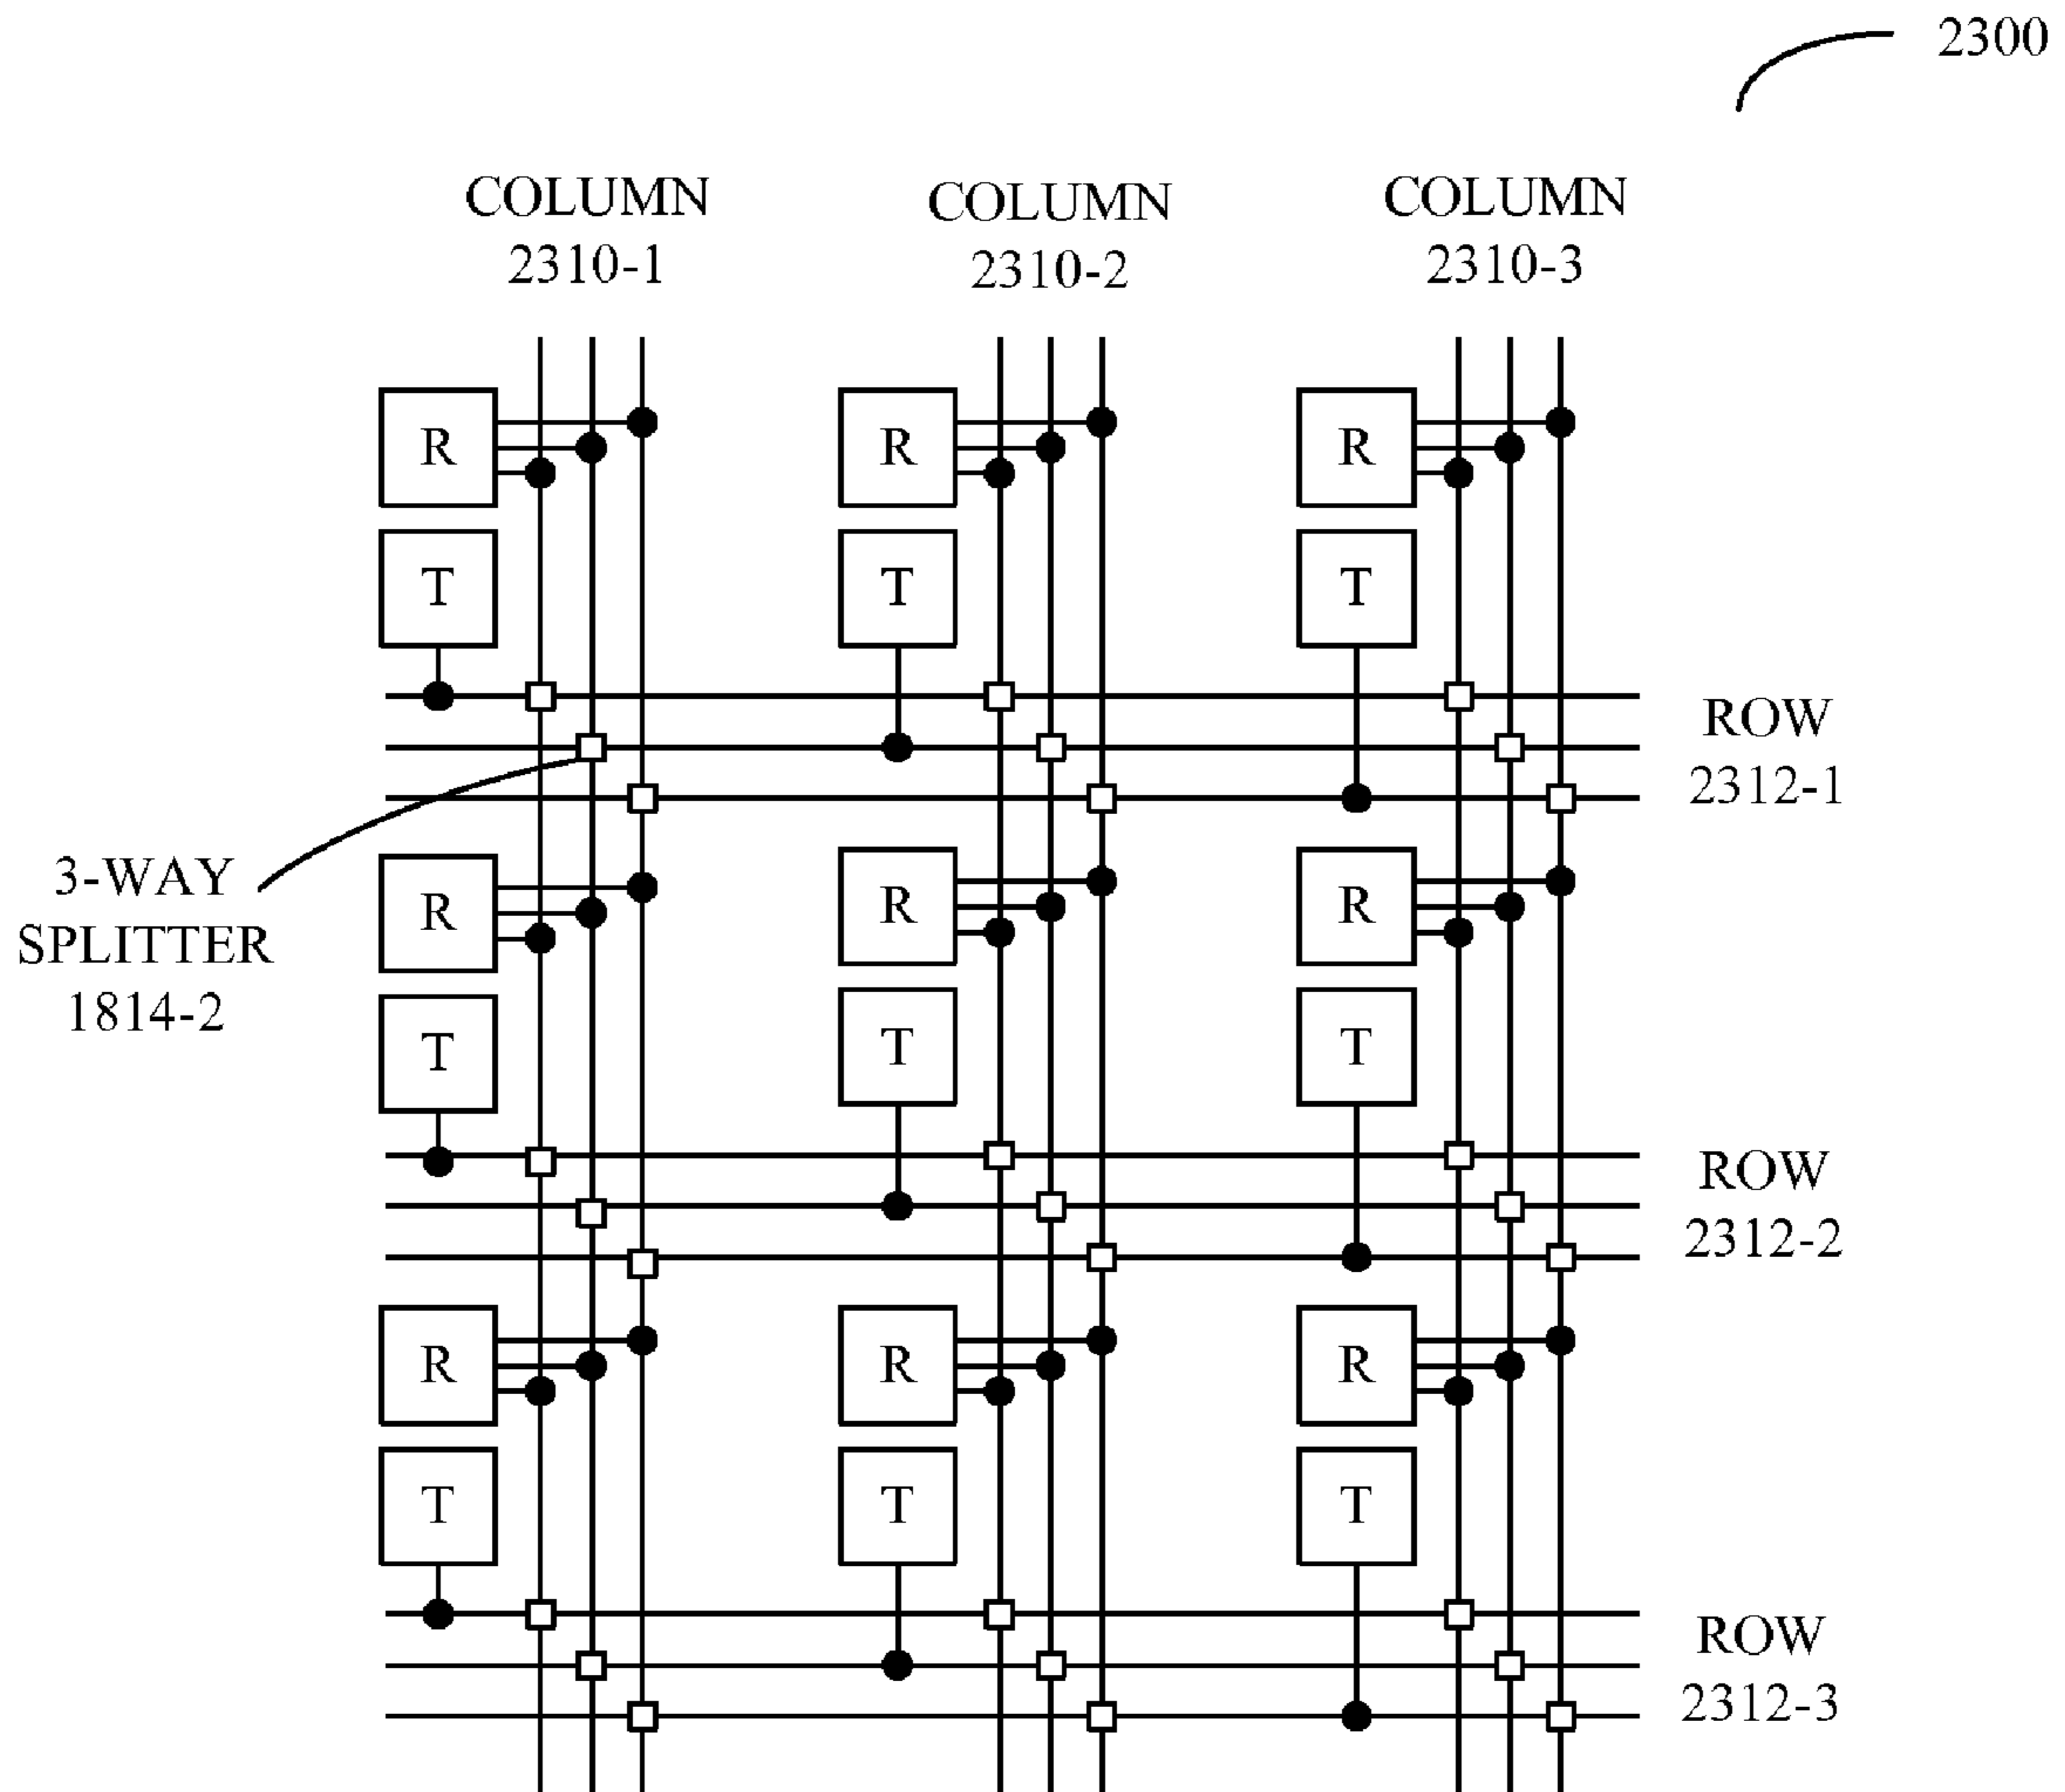 2300
COLUMN
2310-1
COLUMN
2310-2
COLUMN
2310-3
R
R
R
T
T
T
ROW
2312-1
3-WAY
SPLITTER
1814-2
R
R
R
T
T
T
ROW
2312-2
R
R
R
T
T
T
ROW
2312-3